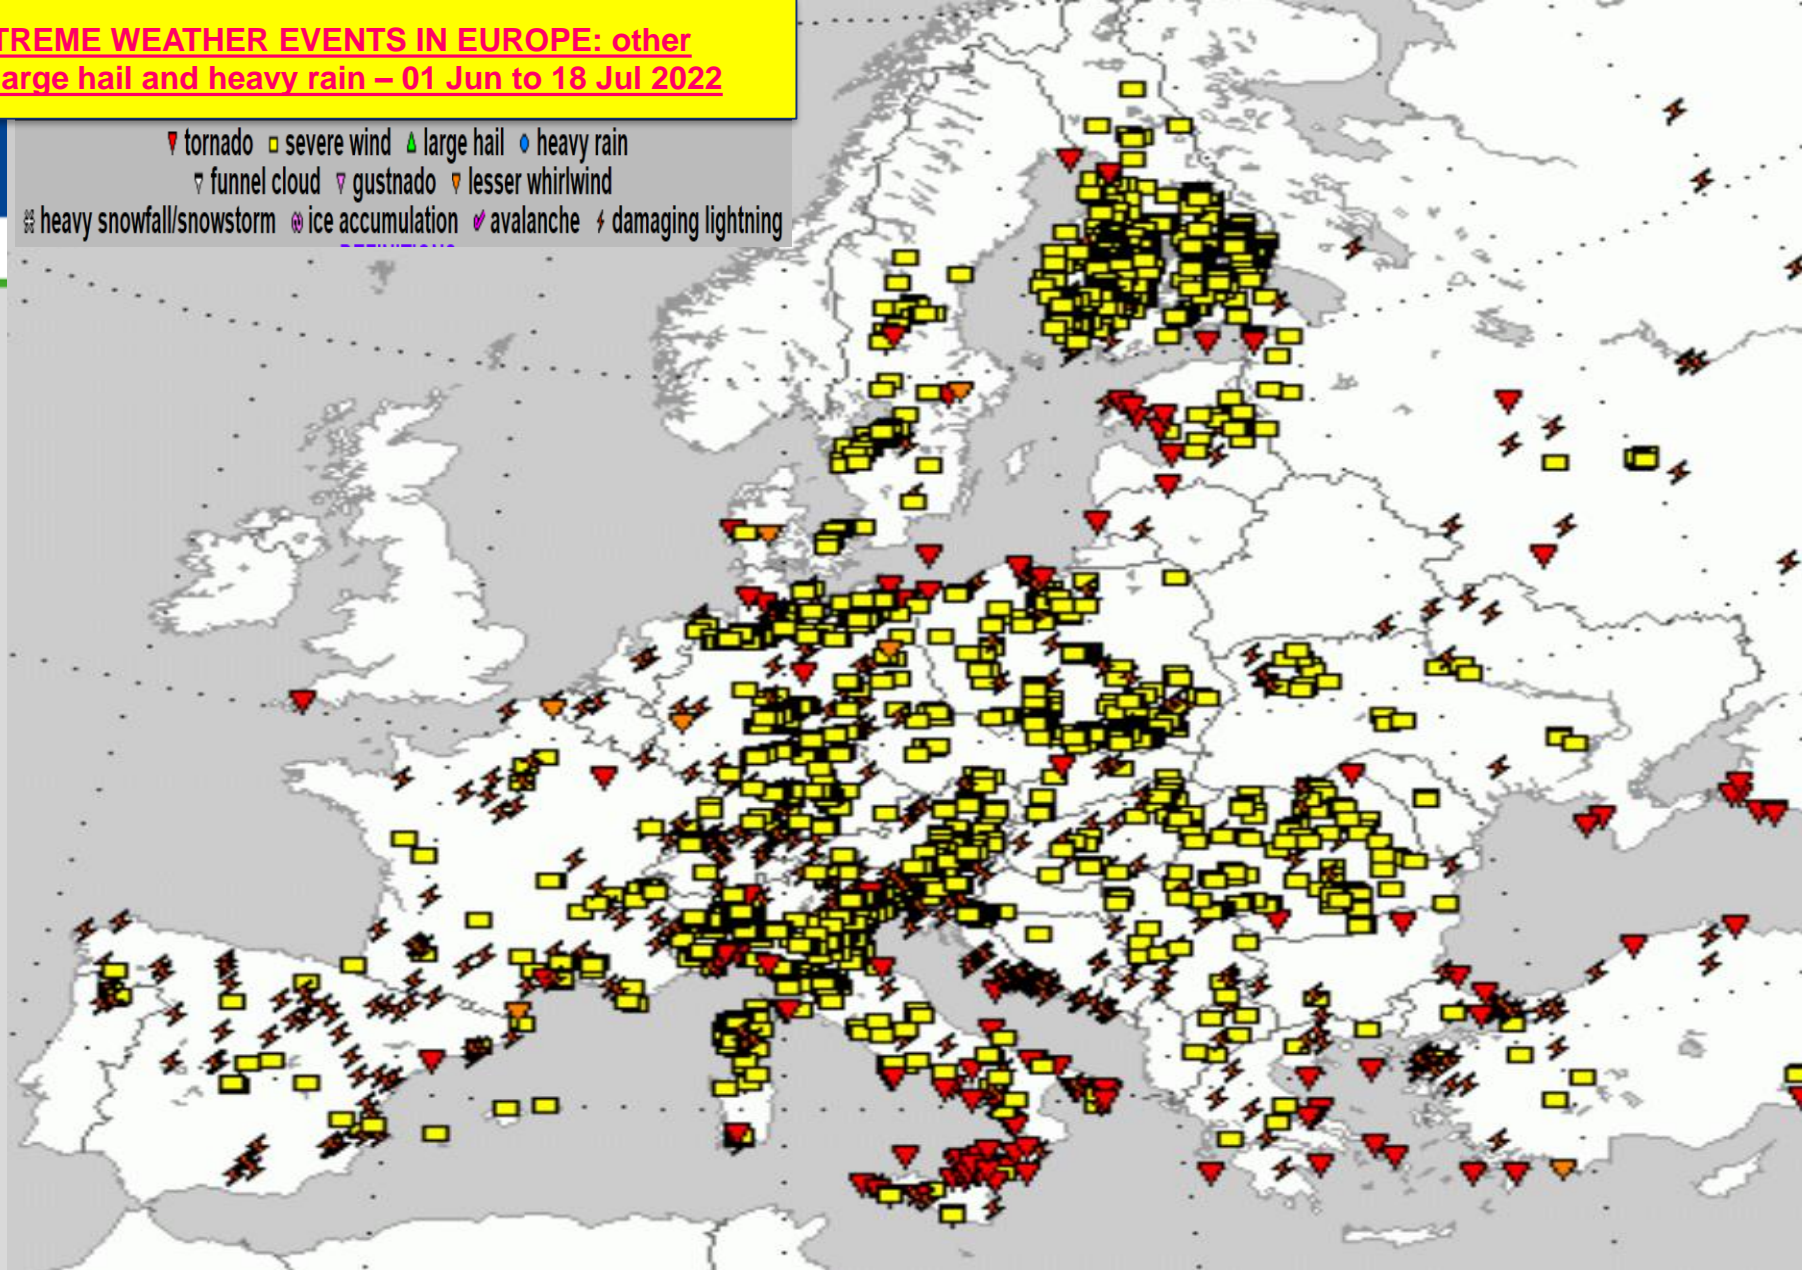 TREME WEATHER EVENTS IN EUROPE: other
arge hail and heavy rain – 01 Jun to 18 Jul 2022
tornado severe wind large hail heavy rain
funnel cloud gustnado lesser whirlwind
heavy snowfall/snowstorm ice accumulation avalanche damaging lightning